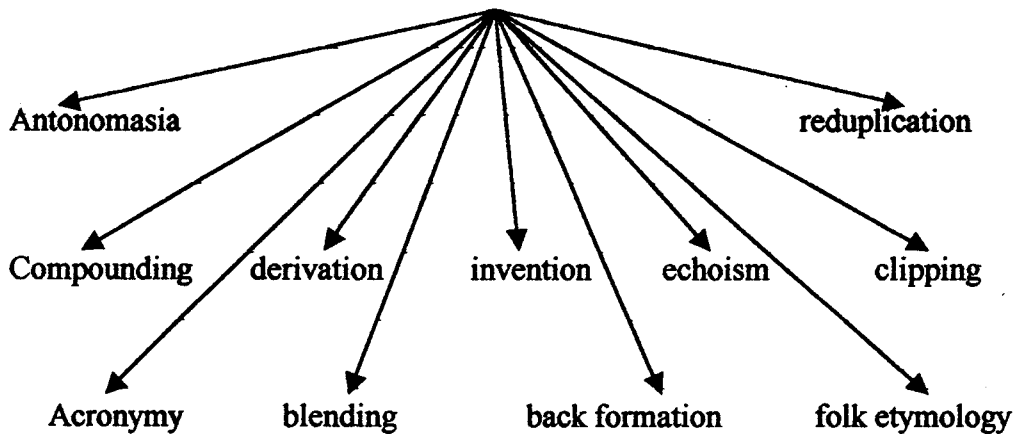 Antonomasia reduplication
Compounding derivation invention echoism clipping
Acronymy blending back formation folk etymology